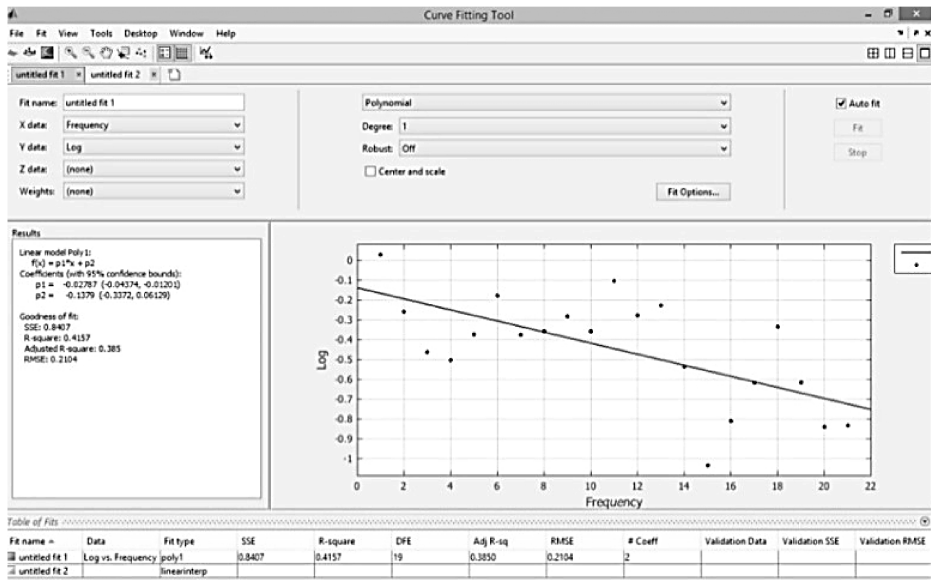 Curve Fitting Tool
File Fit View Tools Desktop Window Help
untitled fit 1 untitled fit 2
Fit name: untitled fit 1
X data: Frequency
Y data: Log
Z data: (none)
Weights: (none)
Polynomial
Degree: 1
Robust: Off
Center and scale
Fit Options...
Auto fit
Fit
Stop
Results
Linear model Poly1:
f(x) = p1*x + p2
Coefficients (with 95% confidence bounds):
p1 = -0.02787 (-0.04374, -0.01201)
p2 = -0.1379 (-0.3372, 0.06129)
Goodness of fit:
SSE: 0.8407
R-square: 0.4157
Adjusted R-square: 0.385
RMSE: 0.2104
0
-0.1
-0.2
-0.3
-0.4
-0.5
-0.6
-0.7
-0.8
-0.9
-1
Log
0 2 4 6 8 10 12 14 16 18 20 22
Frequency
Table of Fits
Fit name Data Fit type SSE R-square DFE Adj R-sq RMSE # Coeff Validation Data Validation SSE Validation RMSE
untitled fit 1 Log vs. Frequency poly1 0.8407 0.4157 19 0.3850 0.2104 2
untitled fit 2 linearinterp